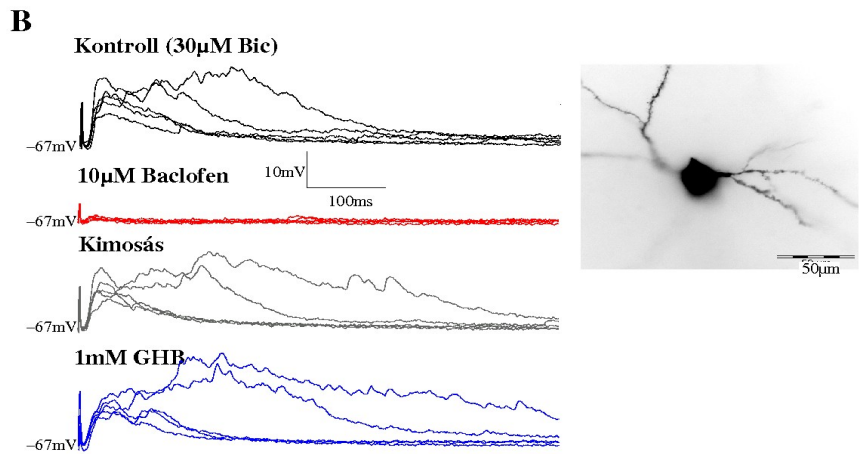 B
Kontroll (30µM Bic)
−67mV
10mV
100ms
10µM Baclofen
−67mV
Kimosás
−67mV
1mM GHB
−67mV
50µm